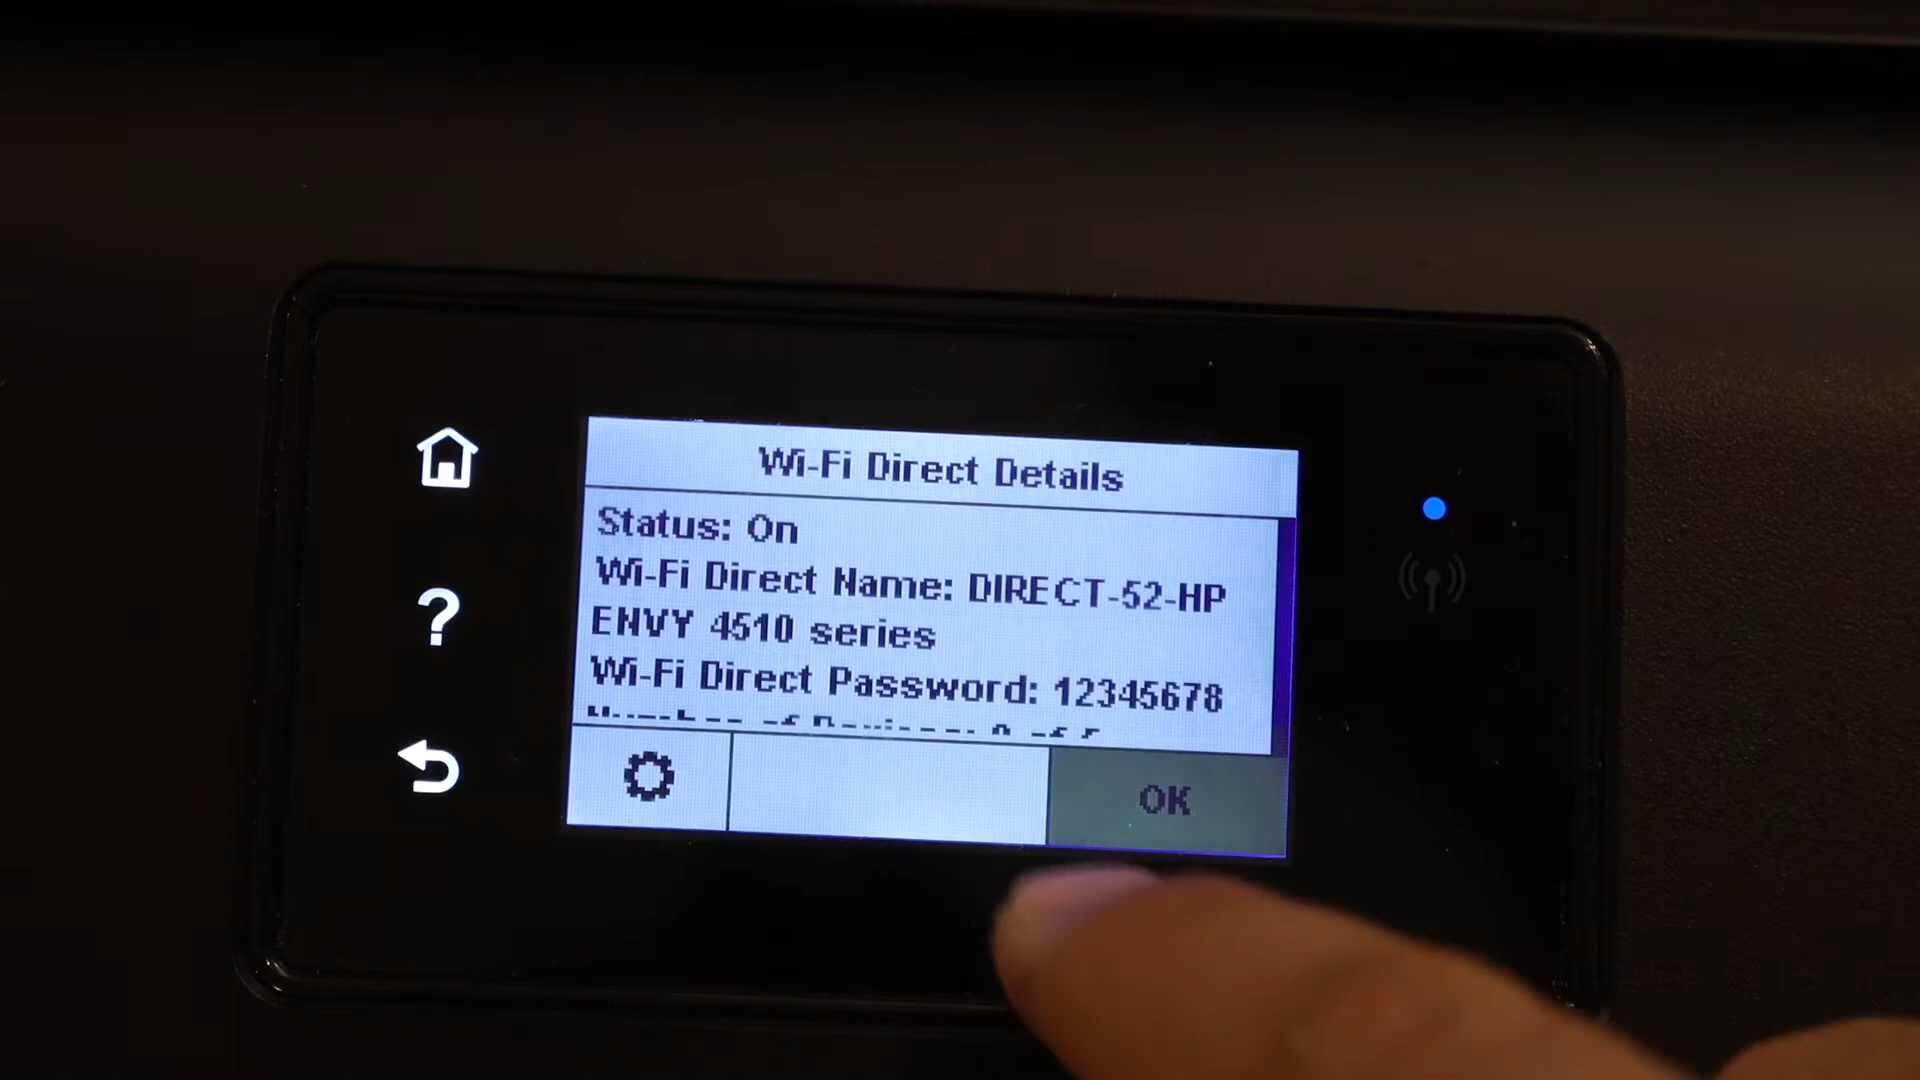 Wi-Fi Direct Details
Status: On
Wi-Fi Direct Name: DIRECT-52-HP
ENVY 4510 series
Wi-Fi Direct Password: 12345678
?
OK